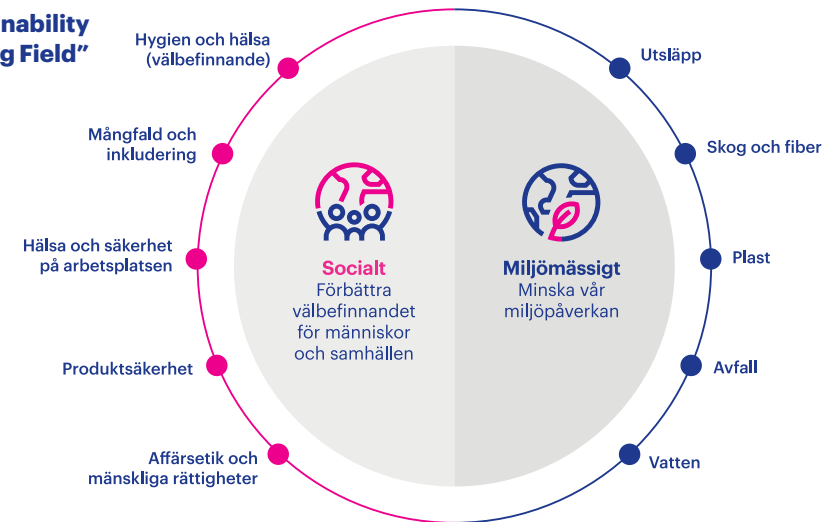 nability
g Field”
Hygien och hälsa
(välbefinnande)
Mångfald och
inkludering
Hälsa och säkerhet
på arbetsplatsen
Produktsäkerhet
Affärsetik och
mänskliga rättigheter
Socialt
Förbättra
välbefinnandet
för människor
och samhällen
Miljömässigt
Minska vår
miljöpåverkan
Utsläpp
Skog och fiber
Plast
Avfall
Vatten